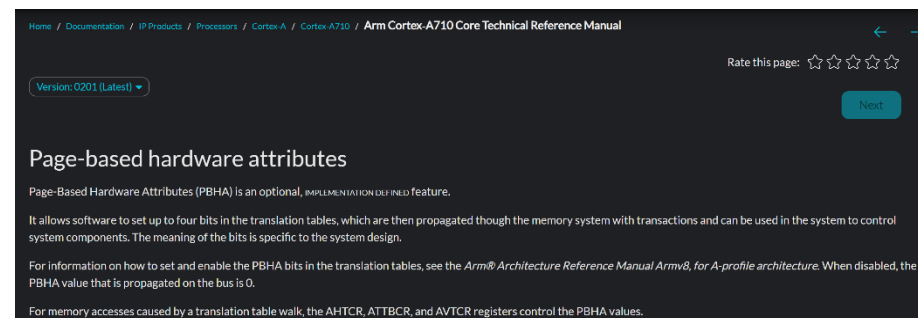 Home / Documentation / IP Products / Processors / Cortex-A / Cortex-A710 / Arm Cortex-A710 Core Technical Reference Manual
Rate this page:
Version: 0201 (Latest)
Next
Page-based hardware attributes
Page-Based Hardware Attributes (PBHA) is an optional, IMPLEMENTATION DEFINED feature.
It allows software to set up to four bits in the translation tables, which are then propagated though the memory system with transactions and can be used in the system to control
system components. The meaning of the bits is specific to the system design.
For information on how to set and enable the PBHA bits in the translation tables, see the Arm® Architecture Reference Manual Armv8, for A-profile architecture. When disabled, the
PBHA value that is propagated on the bus is 0.
For memory accesses caused by a translation table walk, the AHTCR, ATTBCR, and AVTCR registers control the PBHA values.